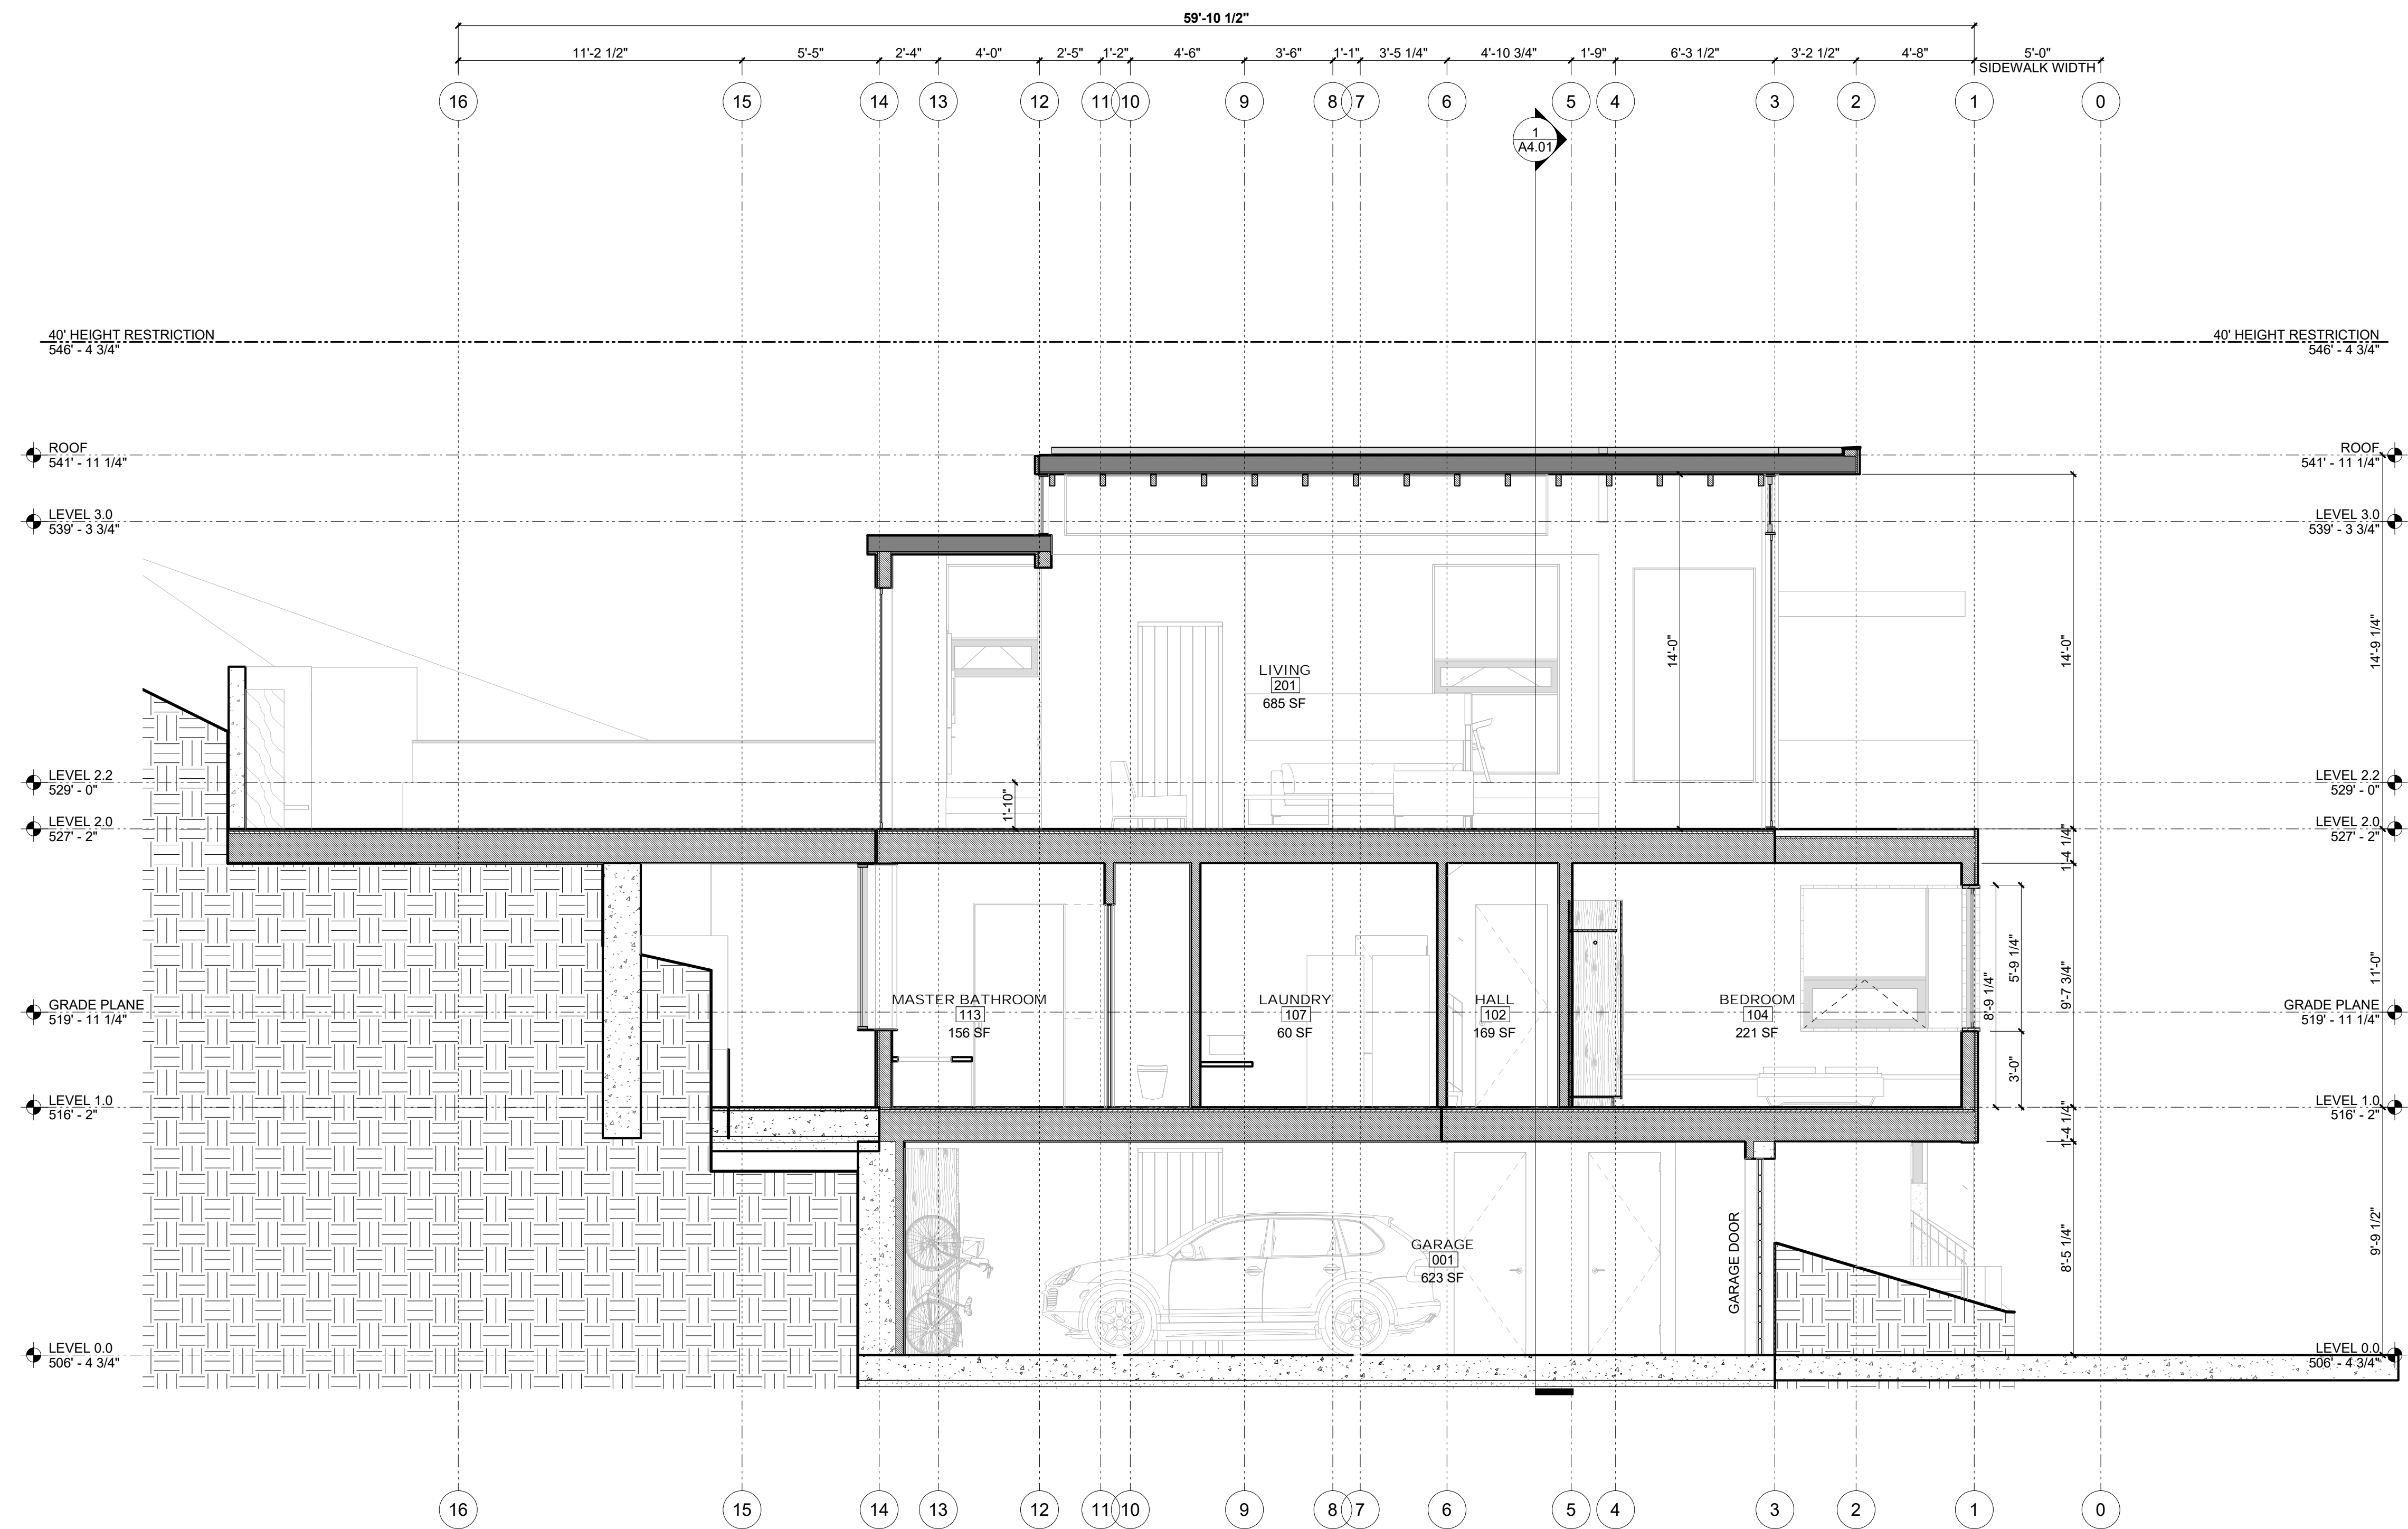 59'-10 1/2"
11'-2 1/2" 5'-5" 2'-4" 4'-0" 2'-5" 1'-2" 4'-6" 3'-6" 1'-1" 3'-5 1/4" 4'-10 3/4" 1'-9" 6'-3 1/2" 3'-2 1/2" 4'-8" 5'-0"
SIDEWALK WIDTH
16 15 14 13 12 11 10 9 8 7 6 5 4 3 2 1 0
1
A4.01
40' HEIGHT RESTRICTION
546' - 4 3/4"
40' HEIGHT RESTRICTION
546' - 4 3/4"
ROOF
541' - 11 1/4"
ROOF
541' - 11 1/4"
LEVEL 3.0
539' - 3 3/4"
LEVEL 3.0
539' - 3 3/4"
14'-0"
14'-0"
14'-9 1/4"
LIVING
201
685 SF
LEVEL 2.2
529' - 0"
1'-10"
LEVEL 2.2
529' - 0"
LEVEL 2.0
527' - 2"
LEVEL 2.0
527' - 2"
1'-4 1/4"
5'-9 1/4"
8'-9 1/4"
9'-7 3/4"
11'-0"
GRADE PLANE
519' - 11 1/4"
GRADE PLANE
519' - 11 1/4"
MASTER BATHROOM
113
156 SF
LAUNDRY
107
60 SF
HALL
102
169 SF
BEDROOM
104
221 SF
3'-0"
LEVEL 1.0
516' - 2"
LEVEL 1.0
516' - 2"
1'-4 1/4"
GARAGE
001
623 SF
GARAGE DOOR
8'-5 1/4"
9'-9 1/2"
LEVEL 0.0
506' - 4 3/4"
LEVEL 0.0
506' - 4 3/4"
16 15 14 13 12 11 10 9 8 7 6 5 4 3 2 1 0